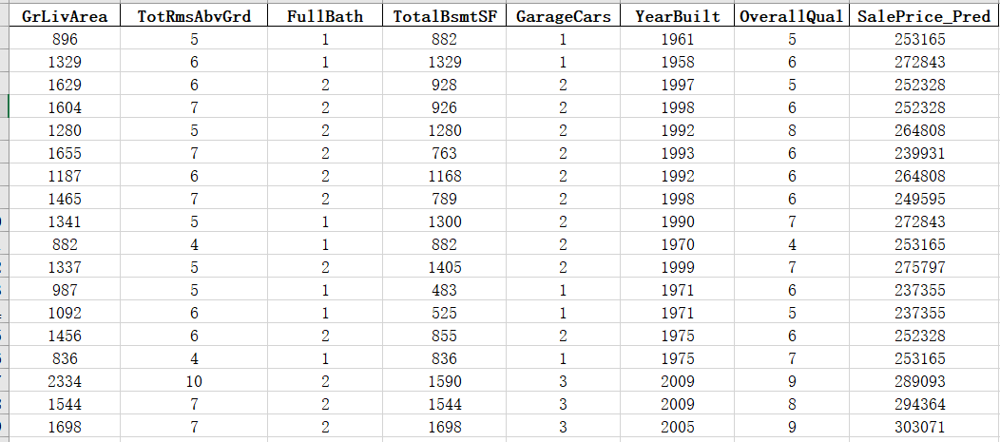 GrLivArea TotRmsAbvGrd FullBath TotalBsmtSF GarageCars YearBuilt OverallQual SalePrice_Pred
896 5 1 882 1 1961 5 253165
1329 6 1 1329 1 1958 6 272843
1629 6 2 928 2 1997 5 252328
1604 7 2 926 2 1998 6 252328
1280 5 2 1280 2 1992 8 264808
1655 7 2 763 2 1993 6 239931
1187 6 2 1168 2 1992 6 264808
1465 7 2 789 2 1998 6 249595
1341 5 1 1300 2 1990 7 272843
882 4 1 882 2 1970 4 253165
1337 5 2 1405 2 1999 7 275797
987 5 1 483 1 1971 6 237355
1092 6 1 525 1 1971 5 237355
1456 6 2 855 2 1975 6 252328
836 4 1 836 1 1975 7 253165
2334 10 2 1590 3 2009 9 289093
1544 7 2 1544 3 2009 8 294364
1698 7 2 1698 3 2005 9 303071